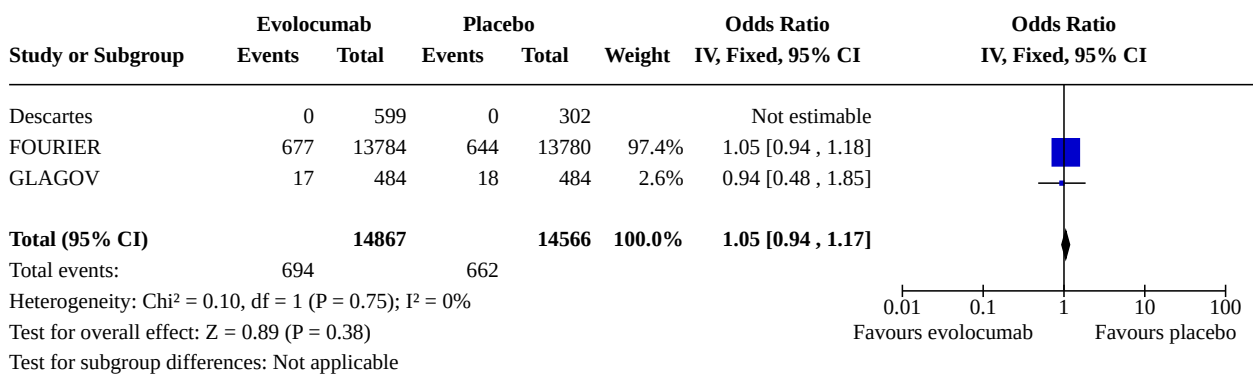 Evolocumab Placebo Odds Ratio Odds Ratio
Study or Subgroup Events Total Events Total Weight IV, Fixed, 95% CI IV, Fixed, 95% CI
Descartes 0 599 0 302 Not estimable
FOURIER 677 13784 644 13780 97.4% 1.05 [0.94 , 1.18]
GLAGOV 17 484 18 484 2.6% 0.94 [0.48 , 1.85]
Total (95% CI) 14867 14566 100.0% 1.05 [0.94 , 1.17]
Total events: 694 662
Heterogeneity: Chi² = 0.10, df = 1 (P = 0.75); I² = 0%
0.01 0.1 1 10 100
Test for overall effect: Z = 0.89 (P = 0.38) Favours evolocumab Favours placebo
Test for subgroup differences: Not applicable